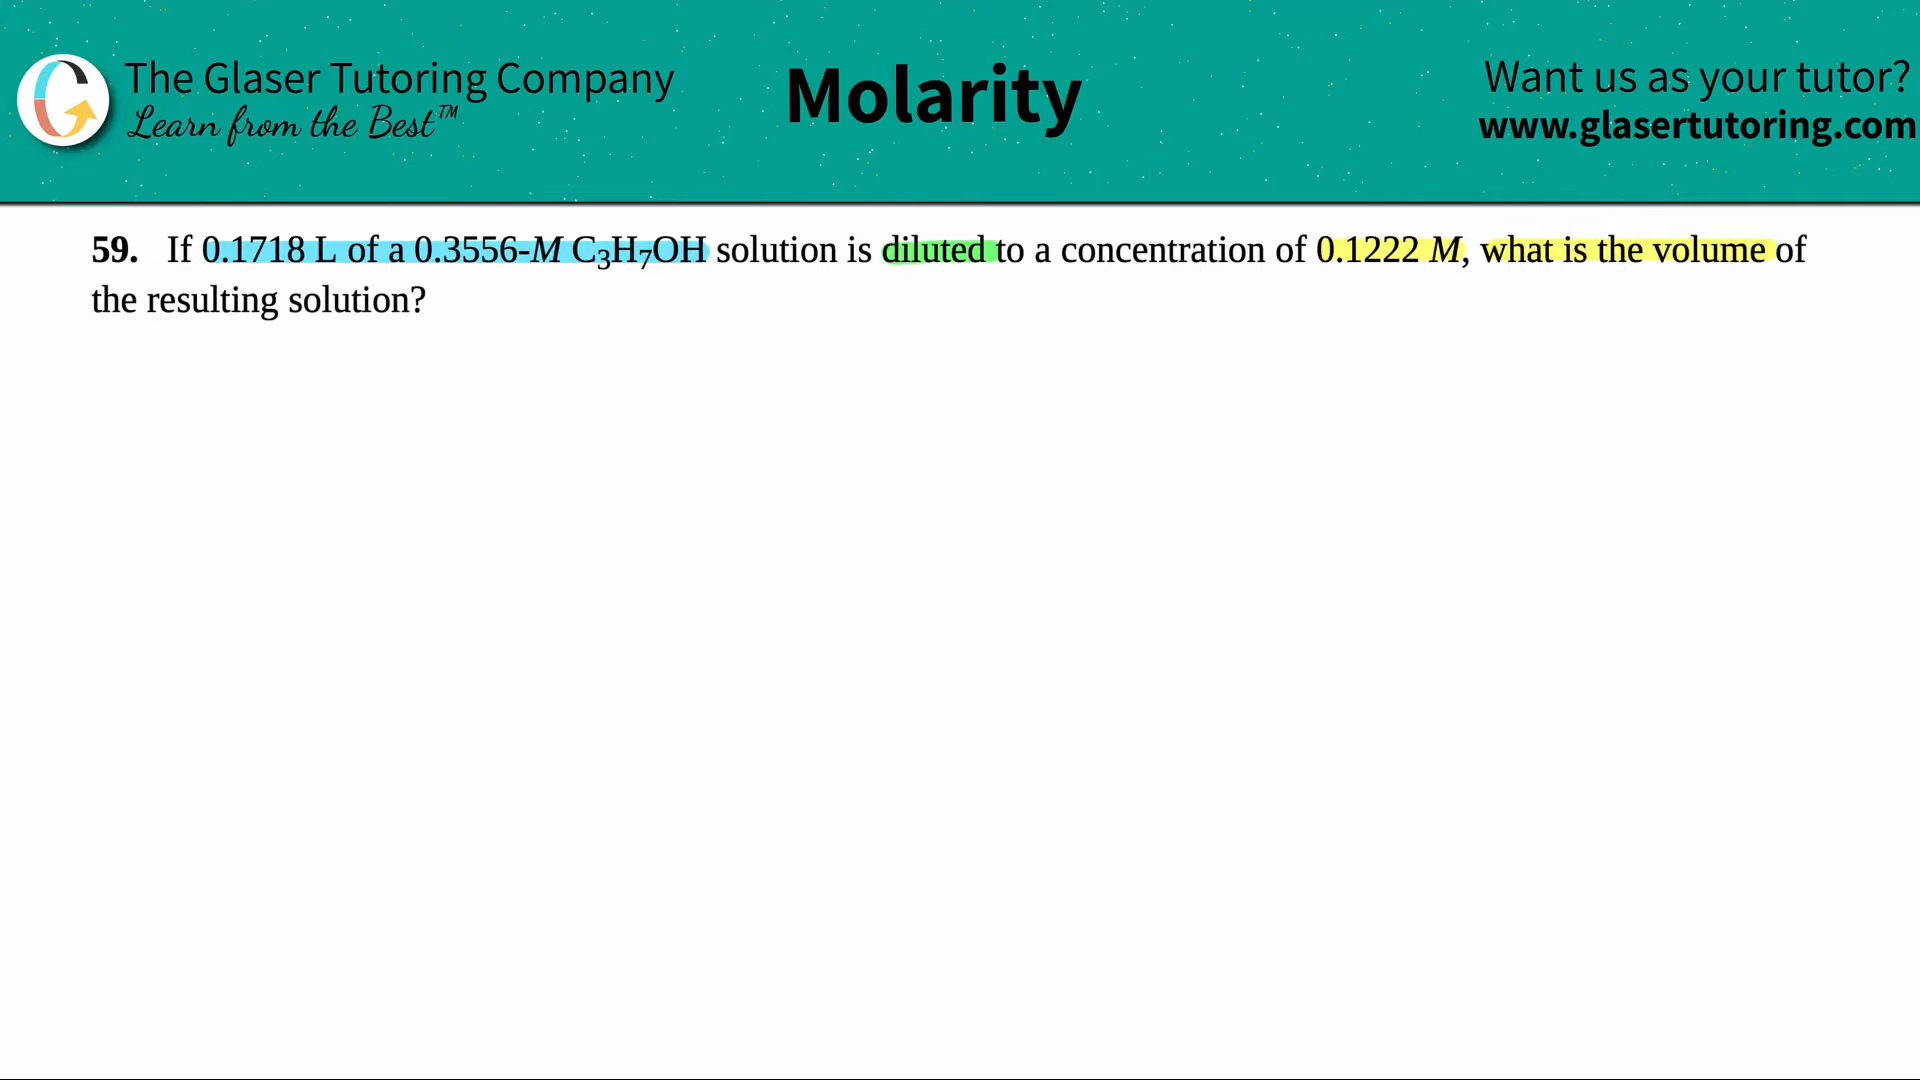 The Glaser Tutoring Company
Learn from the Best™
Molarity
Want us as your tutor?
www.glasertutoring.com
59. If 0.1718 L of a 0.3556-M C₃H₇OH solution is diluted to a concentration of 0.1222 M, what is the volume of
the resulting solution?